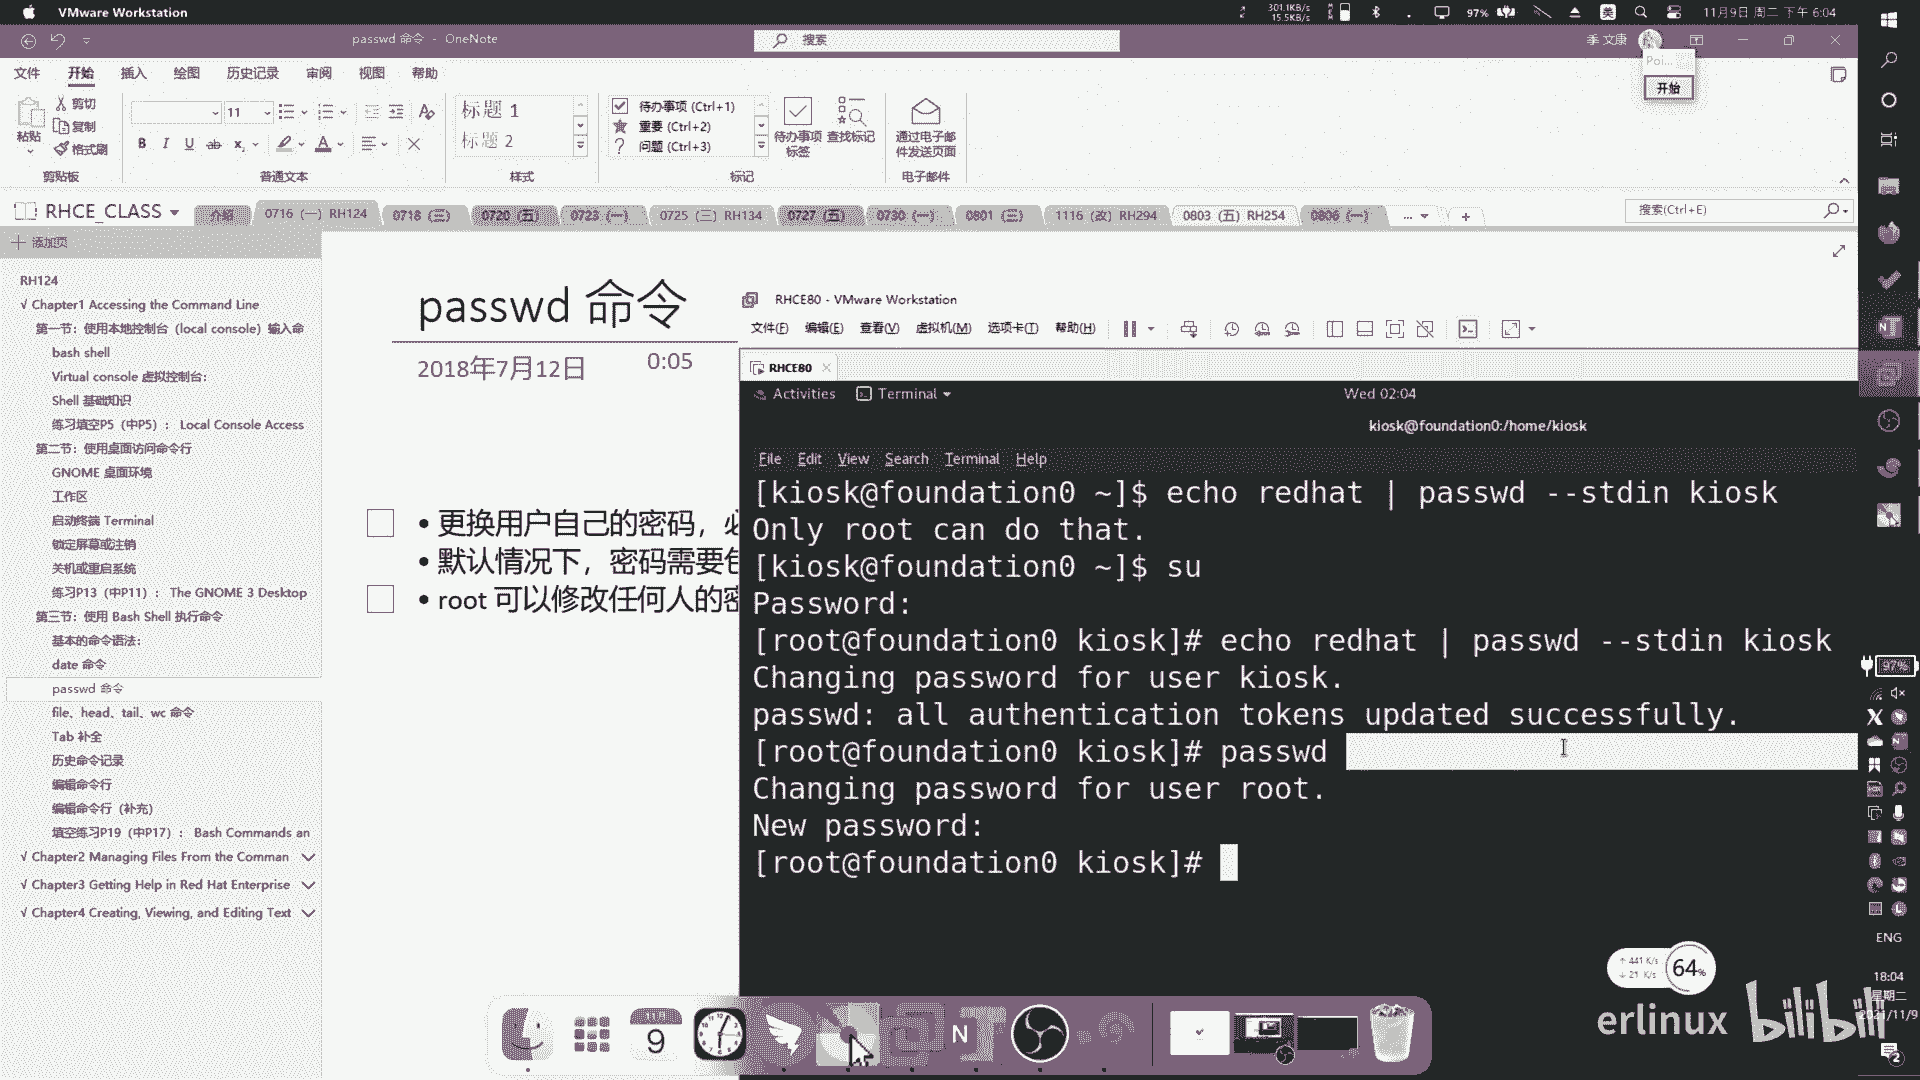 VMware Workstation
301.1KB/s
15.5KB/s
97%
美
11月9日 周二 下午 6:04
passwd 命令 - OneNote
搜索
季 文康
Poi...
开始
文件
开始
插入
绘图
历史记录
审阅
视图
帮助
粘贴
剪切
复制
格式刷
剪贴板
11
普通文本
标题 1
标题 2
样式
待办事项 (Ctrl+1)
重要 (Ctrl+2)
问题 (Ctrl+3)
待办事项
标签
查找标记
标记
通过电子邮
件发送页面
电子邮件
RHCE_CLASS
介紹
0716 (一) RH124
0718 (三)
0720 (五)
0723 (一)
0725 (三) RH134
0727 (五)
0730 (一)
0801 (三)
1116 (改) RH294
0803 (五) RH254
0806 (一)
...
搜索(Ctrl+E)
添加页
RH124
√ Chapter1 Accessing the Command Line
第一节：使用本地控制台（local console）输入命
bash shell
Virtual console 虚拟控制台：
Shell 基础知识
练习填空P5（中P5）： Local Console Access
第二节：使用桌面访问命令行
GNOME 桌面环境
工作区
启动终端 Terminal
锁定屏幕或注销
关机或重启系统
练习P13（中P11）： The GNOME 3 Desktop
第三节：使用 Bash Shell 执行命令
基本的命令语法：
date 命令
passwd 命令
file、head、tail、wc 命令
Tab 补全
历史命令记录
编辑命令行
编辑命令行（补充）
填空练习P19（中P17）： Bash Commands an
√ Chapter2 Managing Files From the Comman
√ Chapter3 Getting Help in Red Hat Enterprise
√ Chapter4 Creating, Viewing, and Editing Text
passwd 命令
2018年7月12日 0:05
• 更换用户自己的密码，必
• 默认情况下，密码需要包
• root 可以修改任何人的密
RHCE80 - VMware Workstation
文件(F) 编辑(E) 查看(V) 虚拟机(M) 选项卡(T) 帮助(H)
RHCE80
Activities
Terminal
Wed 02:04
kiosk@foundation0:/home/kiosk
File Edit View Search Terminal Help
[kiosk@foundation0 ~]$ echo redhat | passwd --stdin kiosk
Only root can do that.
[kiosk@foundation0 ~]$ su
Password:
[root@foundation0 kiosk]# echo redhat | passwd --stdin kiosk
Changing password for user kiosk.
passwd: all authentication tokens updated successfully.
[root@foundation0 kiosk]# passwd
Changing password for user root.
New password:
[root@foundation0 kiosk]#
97%
ENG
18:04
星期二
2021/11/9
2
441 K/s
21 K/s
64%
erlinux
bilibili
9